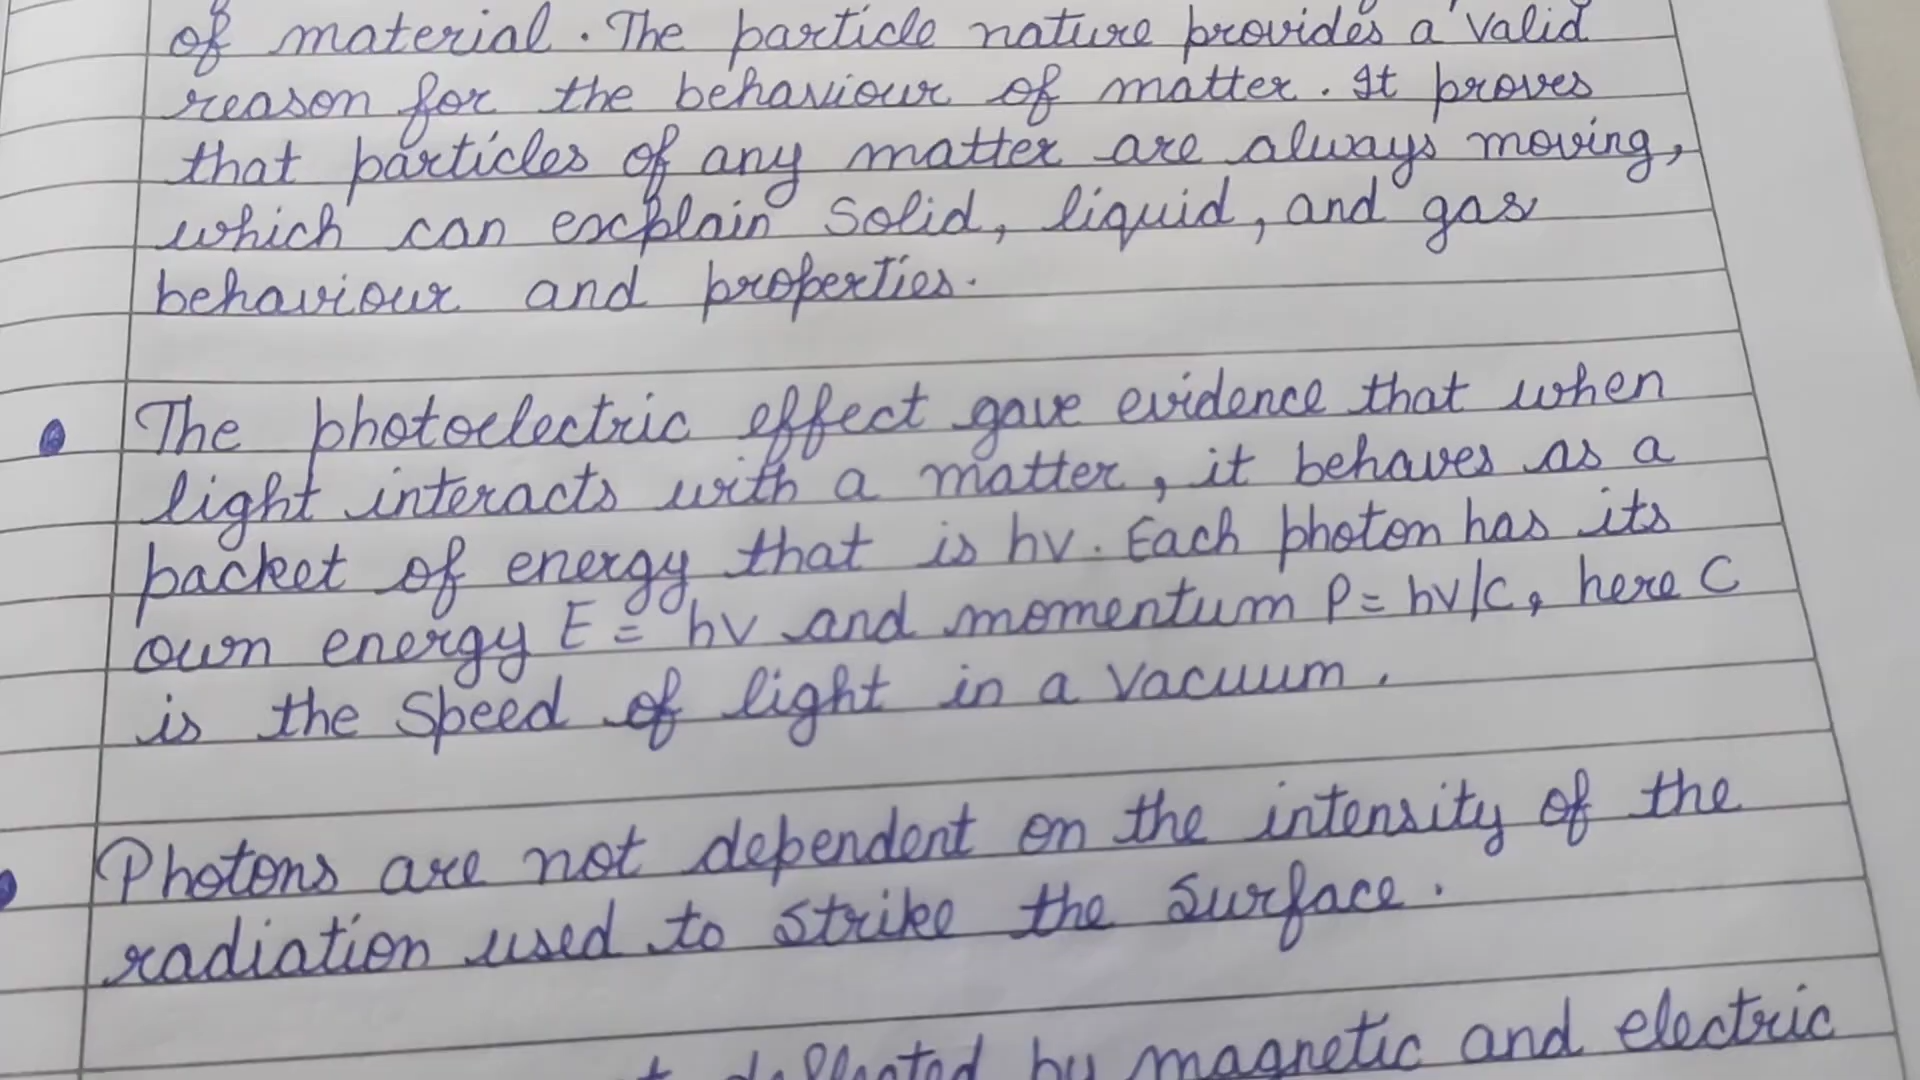 of material. The particle nature provides a valid
reason for the behaviour of matter. It proves
that particles of any matter are always moving,
which can explain solid, liquid, and gas
behaviour and properties.
The photoelectric effect gave evidence that when
light interacts with a matter, it behaves as a
packet of energy that is hv. Each photon has its
own energy E = hv and momentum P = hv/c, here C
is the speed of light in a vacuum.
Photons are not dependent on the intensity of the
radiation used to strike the surface.
deflected by magnetic and electric